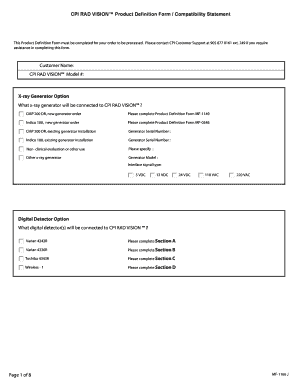 CPI RAD VISION™ Product Definition Form / Compatibility Statement
This Product Definition Form must be completed for your order to be processed. Please contact CPI Customer Support at 905 877 0161 ext. 249 if you require
assistance in completing this form.
Customer Name:
CPI RAD VISION™ Model #:
X-ray Generator Option
What x-ray generator will be connected to CPI RAD VISION™?
CMP 200 DR, new generator order Please complete Product Definition Form
Indico 100, new generator order Please complete Product Definition Form
CMP 200 DR, existing generator installation Generator Serial Number:
Indico 100, existing generator installation Generator Serial Number:
Non - clinical evaluation or other use Please specify:
Other x-ray generator Generator Model:
Interface signal type:
5 VDC 12 VDC 24 VDC 110 VAC 220 VAC
Digital Detector Option
What digital detector(s) will be connected to CPI RAD VISION™?
Varian 4343R Please complete Section A
Varian 4336R Please complete Section B
Toshiba Please complete Section C
Wireless - 1 Please complete Section D
Page 1 of 8